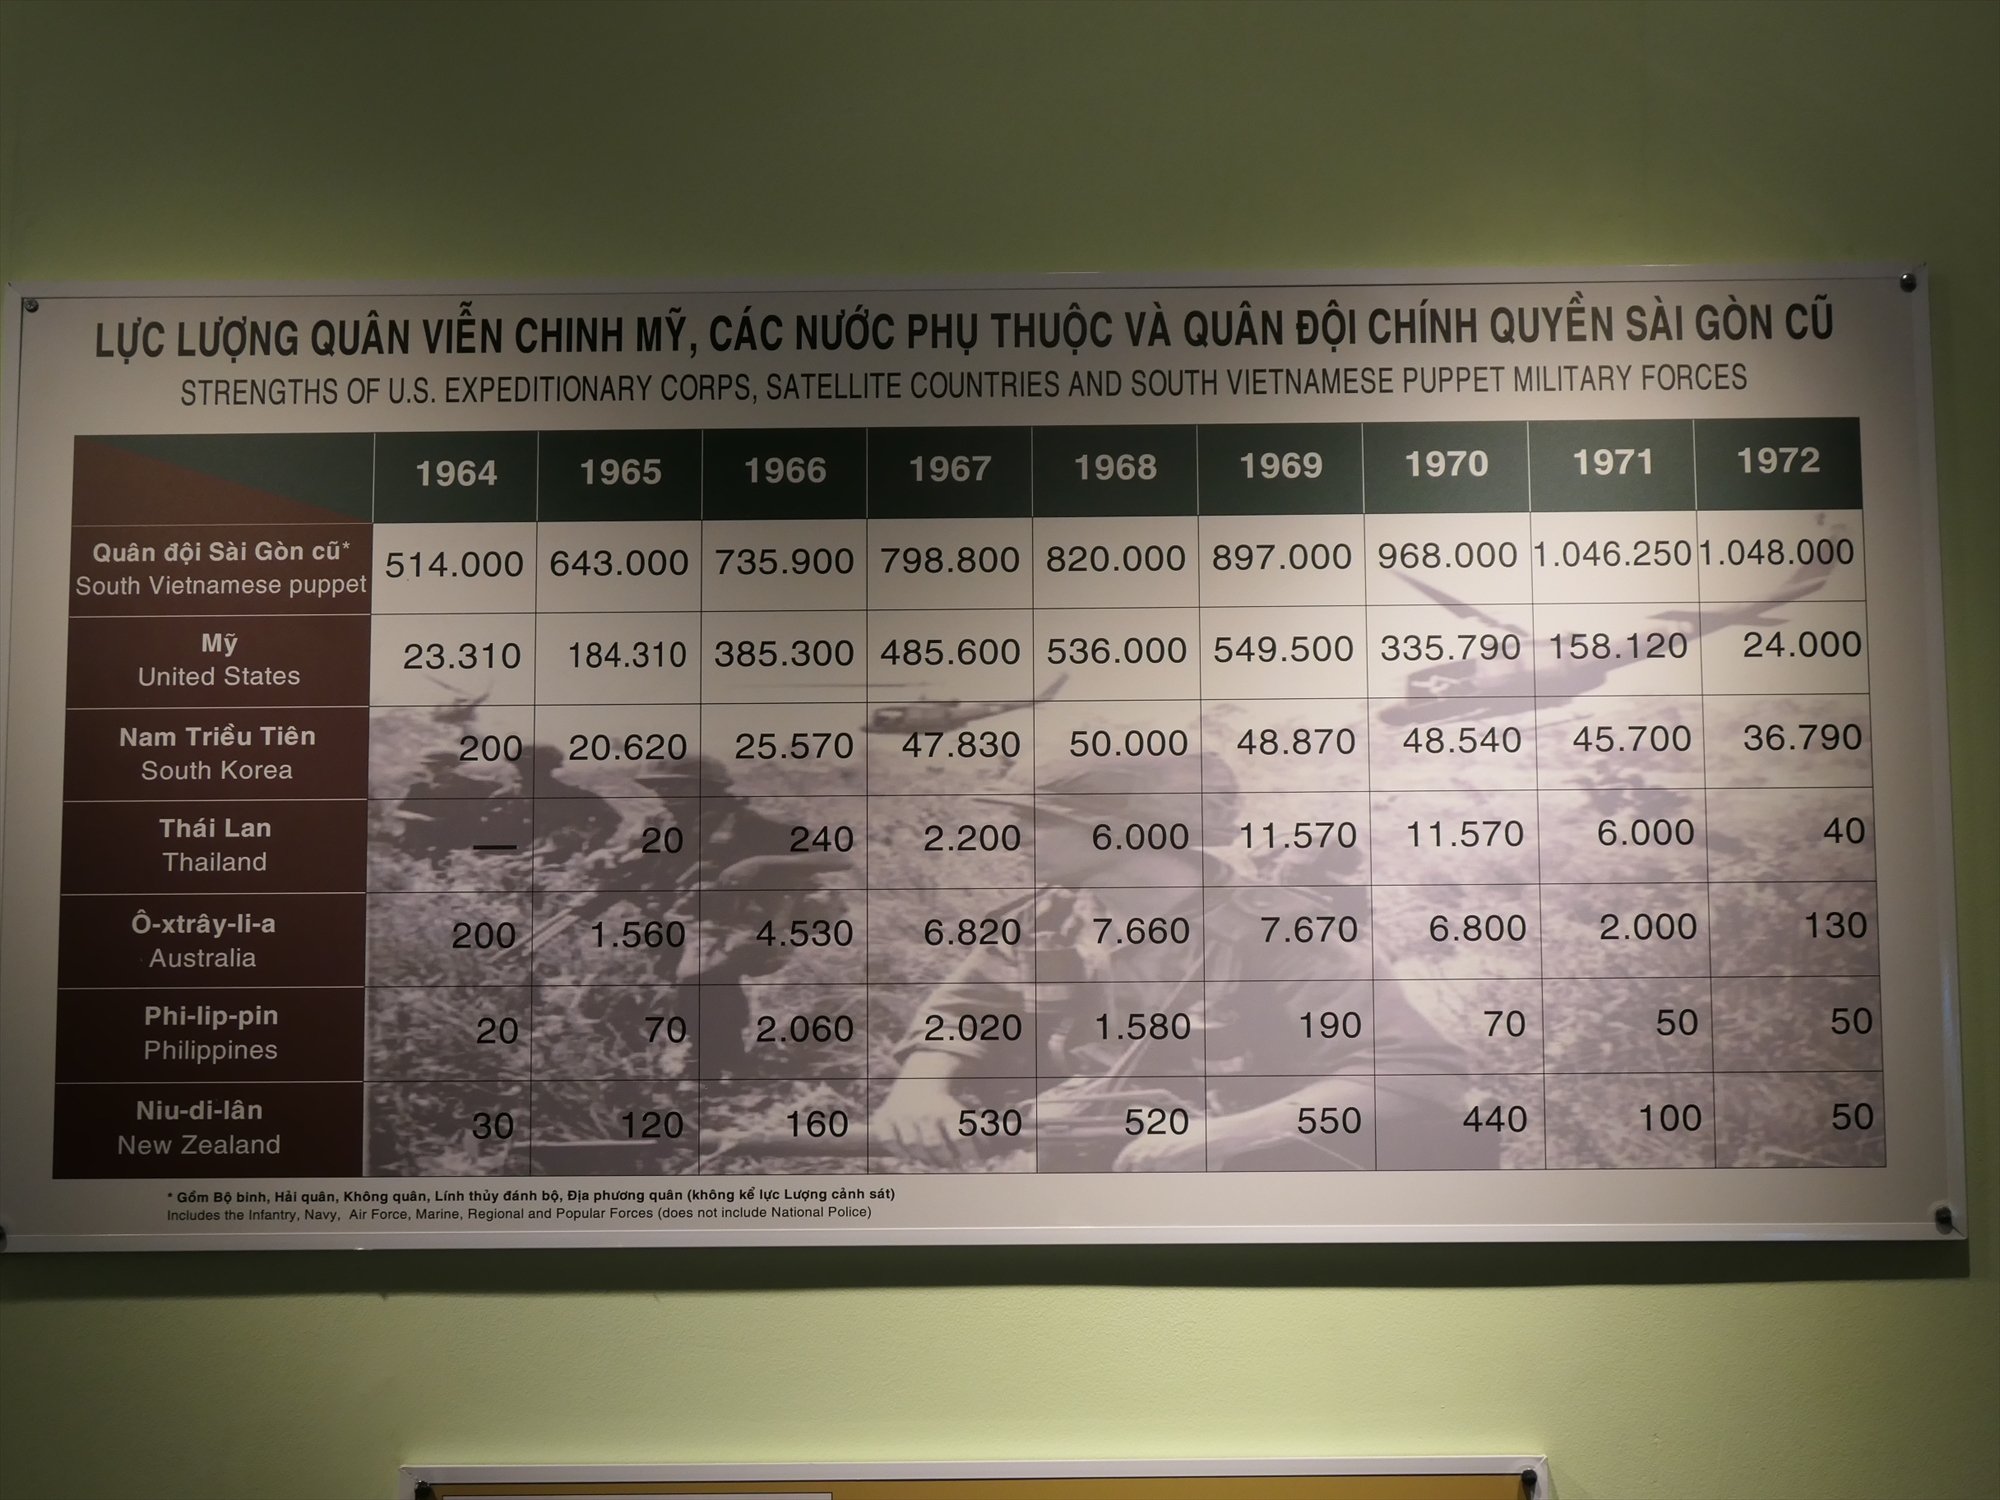 LỰC LƯỢNG QUÂN VIỄN CHINH MỸ, CÁC NƯỚC PHỤ THUỘC VÀ QUÂN ĐỘI CHÍNH QUYỀN SÀI GÒN CŨ
STRENGTHS OF U.S. EXPEDITIONARY CORPS, SATELLITE COUNTRIES AND SOUTH VIETNAMESE PUPPET MILITARY FORCES
1964 1965 1966 1967 1968 1969 1970 1971 1972
Quân đội Sài Gòn cũ*
South Vietnamese puppet
514.000 643.000 735.900 798.800 820.000 897.000 968.000 1.046.250 1.048.000
Mỹ
United States
23.310 184.310 385.300 485.600 536.000 549.500 335.790 158.120 24.000
Nam Triều Tiên
South Korea
200 20.620 25.570 47.830 50.000 48.870 48.540 45.700 36.790
Thái Lan
Thailand
— 20 240 2.200 6.000 11.570 11.570 6.000 40
Ô-xtrây-li-a
Australia
200 1.560 4.530 6.820 7.660 7.670 6.800 2.000 130
Phi-lip-pin
Philippines
20 70 2.060 2.020 1.580 190 70 50 50
Niu-di-lân
New Zealand
30 120 160 530 520 550 440 100 50
* Gồm Bộ binh, Hải quân, Không quân, Lính thủy đánh bộ, Địa phương quân (không kể lực Lượng cảnh sát)
Includes the Infantry, Navy, Air Force, Marine, Regional and Popular Forces (does not include National Police)